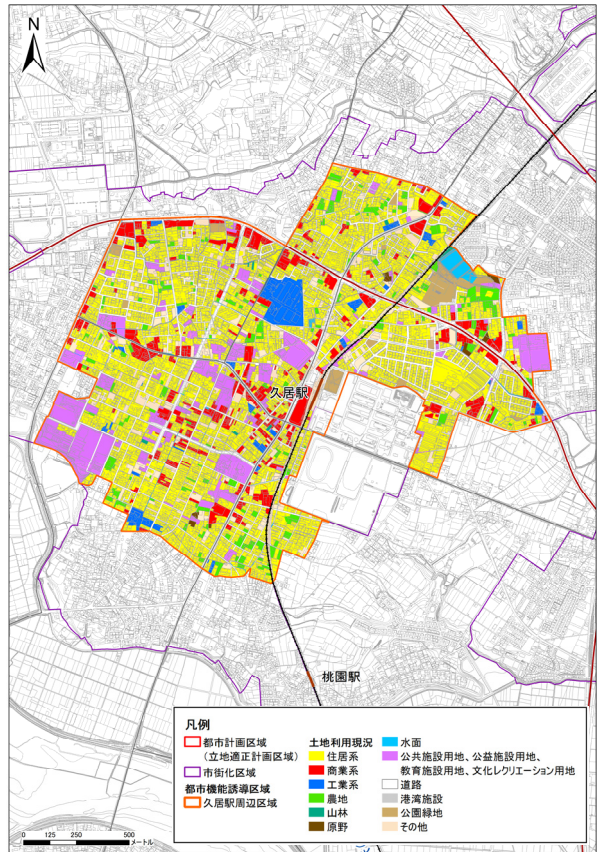 N
久居駅
桃園駅
凡例
都市計画区域
(立地適正計画区域)
市街化区域
都市機能誘導区域
久居駅周辺区域
土地利用現況
住居系
商業系
工業系
農地
山林
原野
水面
公共施設用地、公益施設用地、
教育施設用地、文化レクリエーション用地
道路
港湾施設
公園緑地
その他
0 125 250 500
メートル